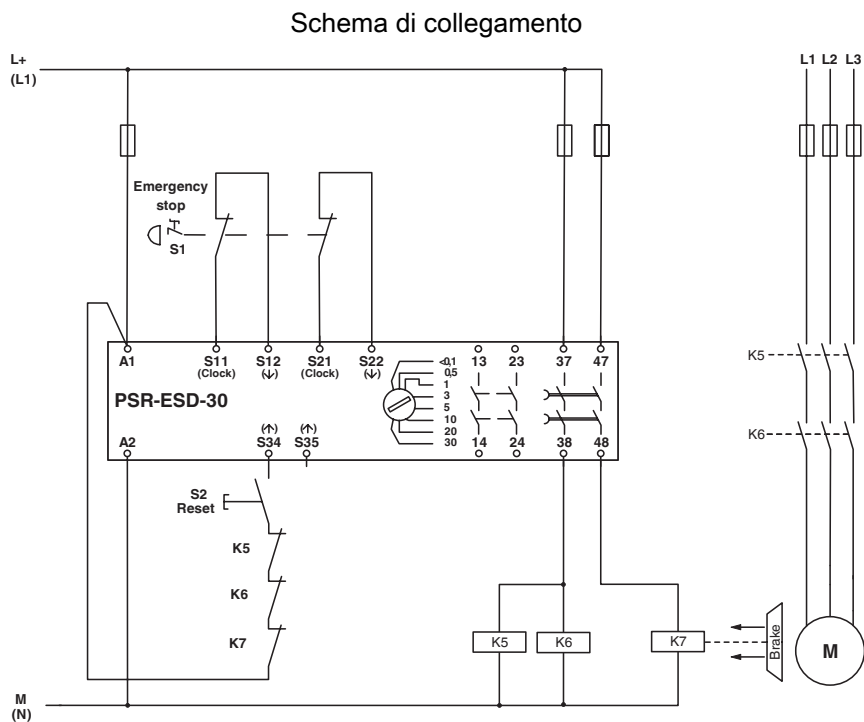 Schema di collegamento
L+
(L1)
L1 L2 L3
Emergency
stop
S1
A1 S11 S12 S21 S22 13 23 37 47
(Clock) (↓) (Clock) (↓)
<0,1
0,5
1
3
5
10
20
30
PSR-ESD-30
(↑) (↑)
A2 S34 S35 14 24 38 48
K5
K6
S2
Reset
K5
K6
K7
K5 K6 K7
Brake
M
M
(N)